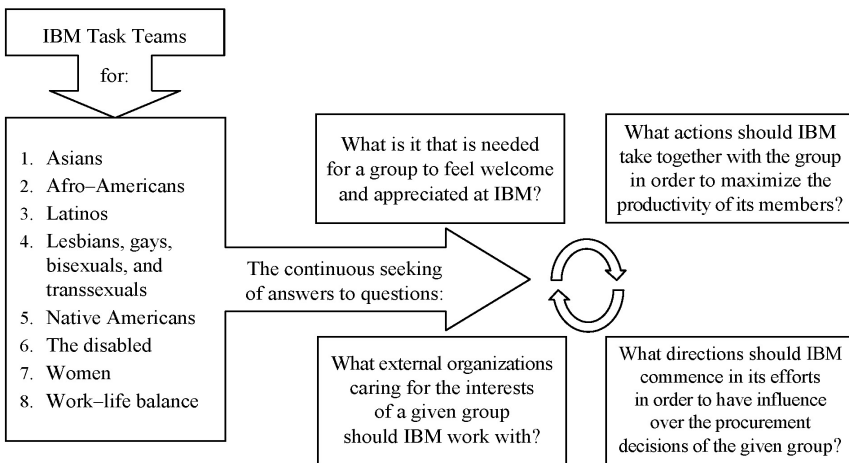 IBM Task Teams
for:
1. Asians
2. Afro–Americans
3. Latinos
4. Lesbians, gays,
bisexuals, and
transsexuals
5. Native Americans
6. The disabled
7. Women
8. Work–life balance
The continuous seeking
of answers to questions:
What is it that is needed
for a group to feel welcome
and appreciated at IBM?
What actions should IBM
take together with the group
in order to maximize the
productivity of its members?
What external organizations
caring for the interests
of a given group
should IBM work with?
What directions should IBM
commence in its efforts
in order to have influence
over the procurement
decisions of the given group?